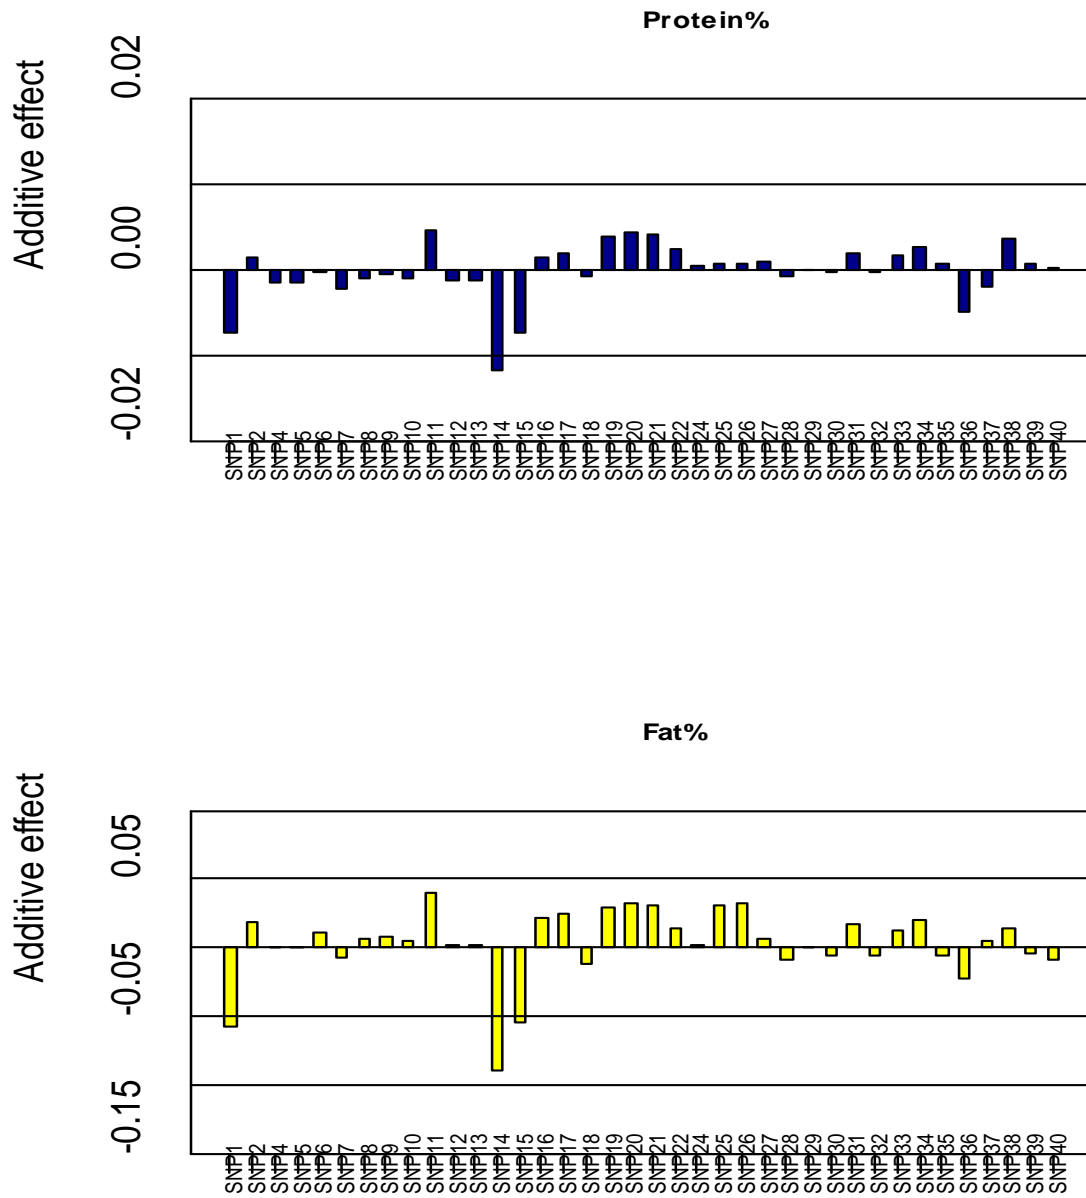 Protein%
Additive effect
0.02
0.00
-0.02
SNP1 SNP2 SNP4 SNP5 SNP6 SNP7 SNP8 SNP9 SNP10 SNP11 SNP12 SNP13 SNP14 SNP15 SNP16 SNP17 SNP18 SNP19 SNP20 SNP21 SNP22 SNP24 SNP25 SNP26 SNP27 SNP28 SNP29 SNP30 SNP31 SNP32 SNP33 SNP34 SNP35 SNP36 SNP37 SNP38 SNP39 SNP40
Fat%
Additive effect
0.05
-0.05
-0.15
SNP1 SNP2 SNP4 SNP5 SNP6 SNP7 SNP8 SNP9 SNP10 SNP11 SNP12 SNP13 SNP14 SNP15 SNP16 SNP17 SNP18 SNP19 SNP20 SNP21 SNP22 SNP24 SNP25 SNP26 SNP27 SNP28 SNP29 SNP30 SNP31 SNP32 SNP33 SNP34 SNP35 SNP36 SNP37 SNP38 SNP39 SNP40